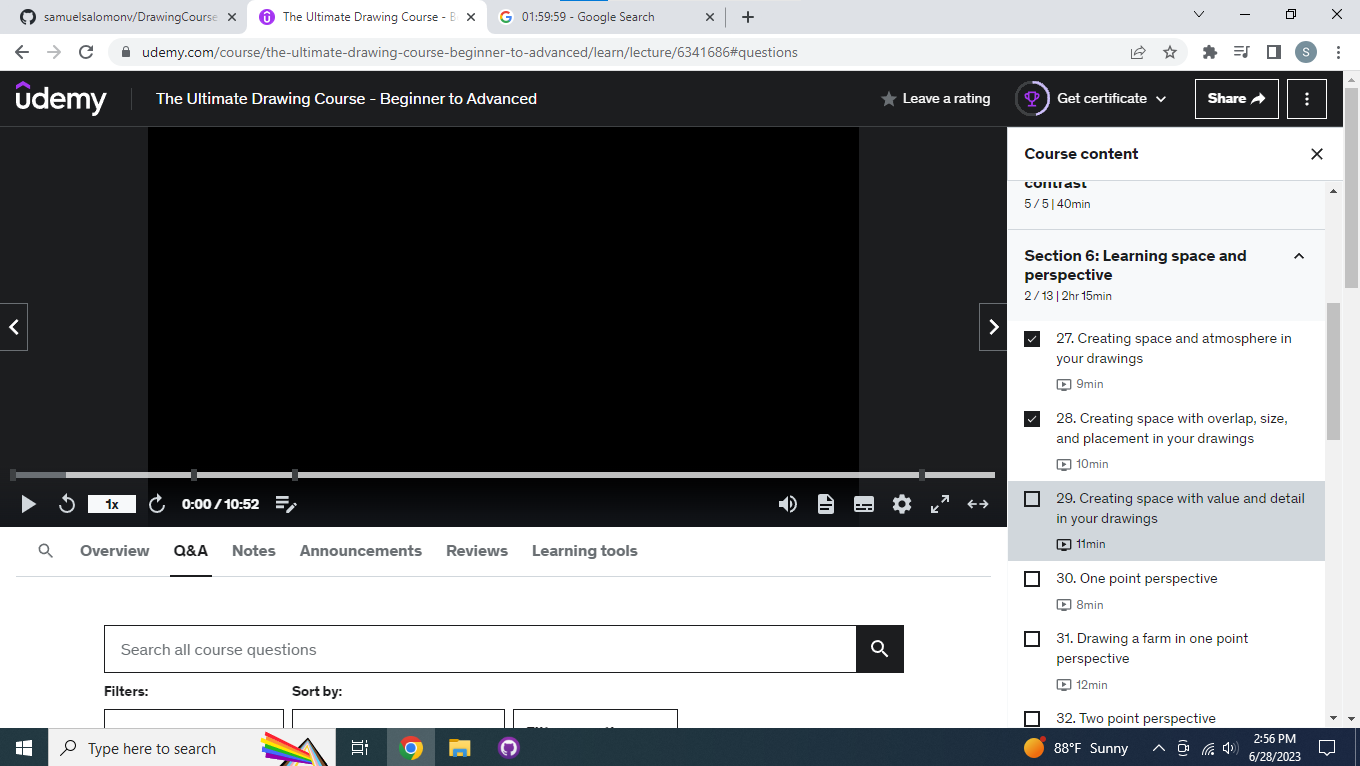 samuelsalomonv/DrawingCourse
The Ultimate Drawing Course - B
01:59:59 - Google Search
udemy.com/course/the-ultimate-drawing-course-beginner-to-advanced/learn/lecture/6341686#questions
S
udemy
The Ultimate Drawing Course - Beginner to Advanced
Leave a rating
Get certificate
Share
Course content
contrast
5 / 5 | 40min
Section 6: Learning space and
perspective
2 / 13 | 2hr 15min
27. Creating space and atmosphere in
your drawings
9min
28. Creating space with overlap, size,
and placement in your drawings
10min
29. Creating space with value and detail
in your drawings
11min
30. One point perspective
8min
31. Drawing a farm in one point
perspective
12min
32. Two point perspective
1x
0:00 / 10:52
Overview
Q&A
Notes
Announcements
Reviews
Learning tools
Search all course questions
Filters:
Sort by:
Type here to search
88°F Sunny
2:56 PM
6/28/2023